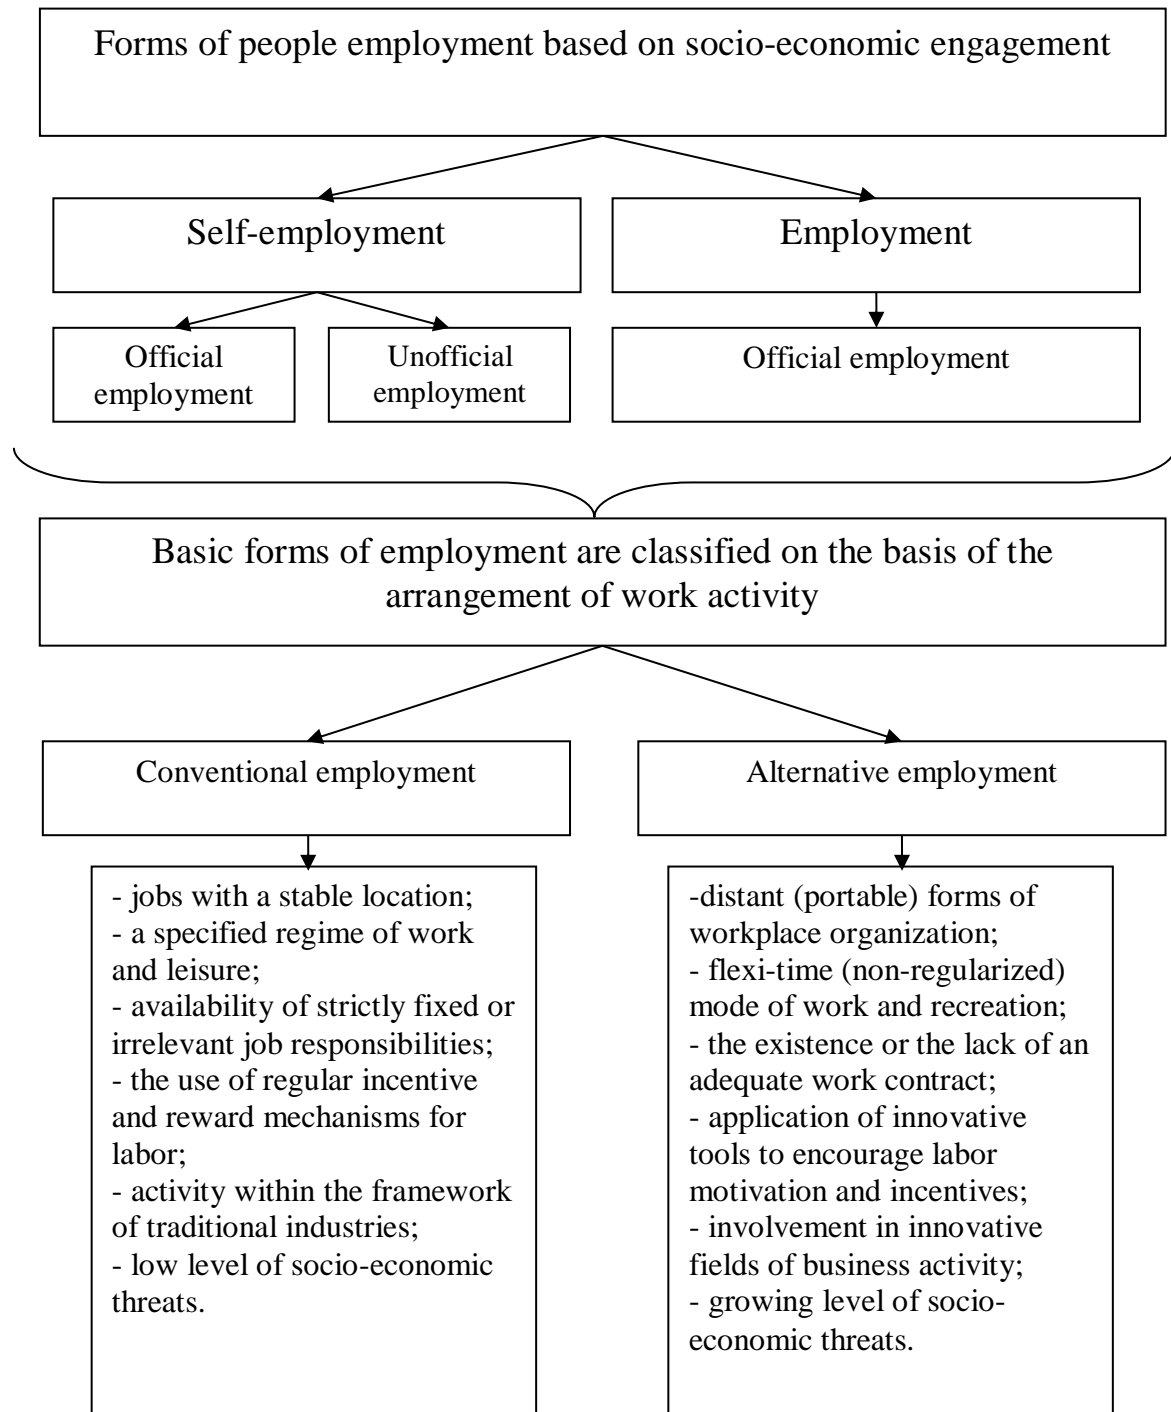 Forms of people employment based on socio-economic engagement
Self-employment
Employment
Official
employment
Unofficial
employment
Official employment
Basic forms of employment are classified on the basis of the
arrangement of work activity
Conventional employment
Alternative employment
- jobs with a stable location;
- a specified regime of work
and leisure;
- availability of strictly fixed or
irrelevant job responsibilities;
- the use of regular incentive
and reward mechanisms for
labor;
- activity within the framework
of traditional industries;
- low level of socio-economic
threats.
-distant (portable) forms of
workplace organization;
- flexi-time (non-regularized)
mode of work and recreation;
- the existence or the lack of an
adequate work contract;
- application of innovative
tools to encourage labor
motivation and incentives;
- involvement in innovative
fields of business activity;
- growing level of socio-
economic threats.